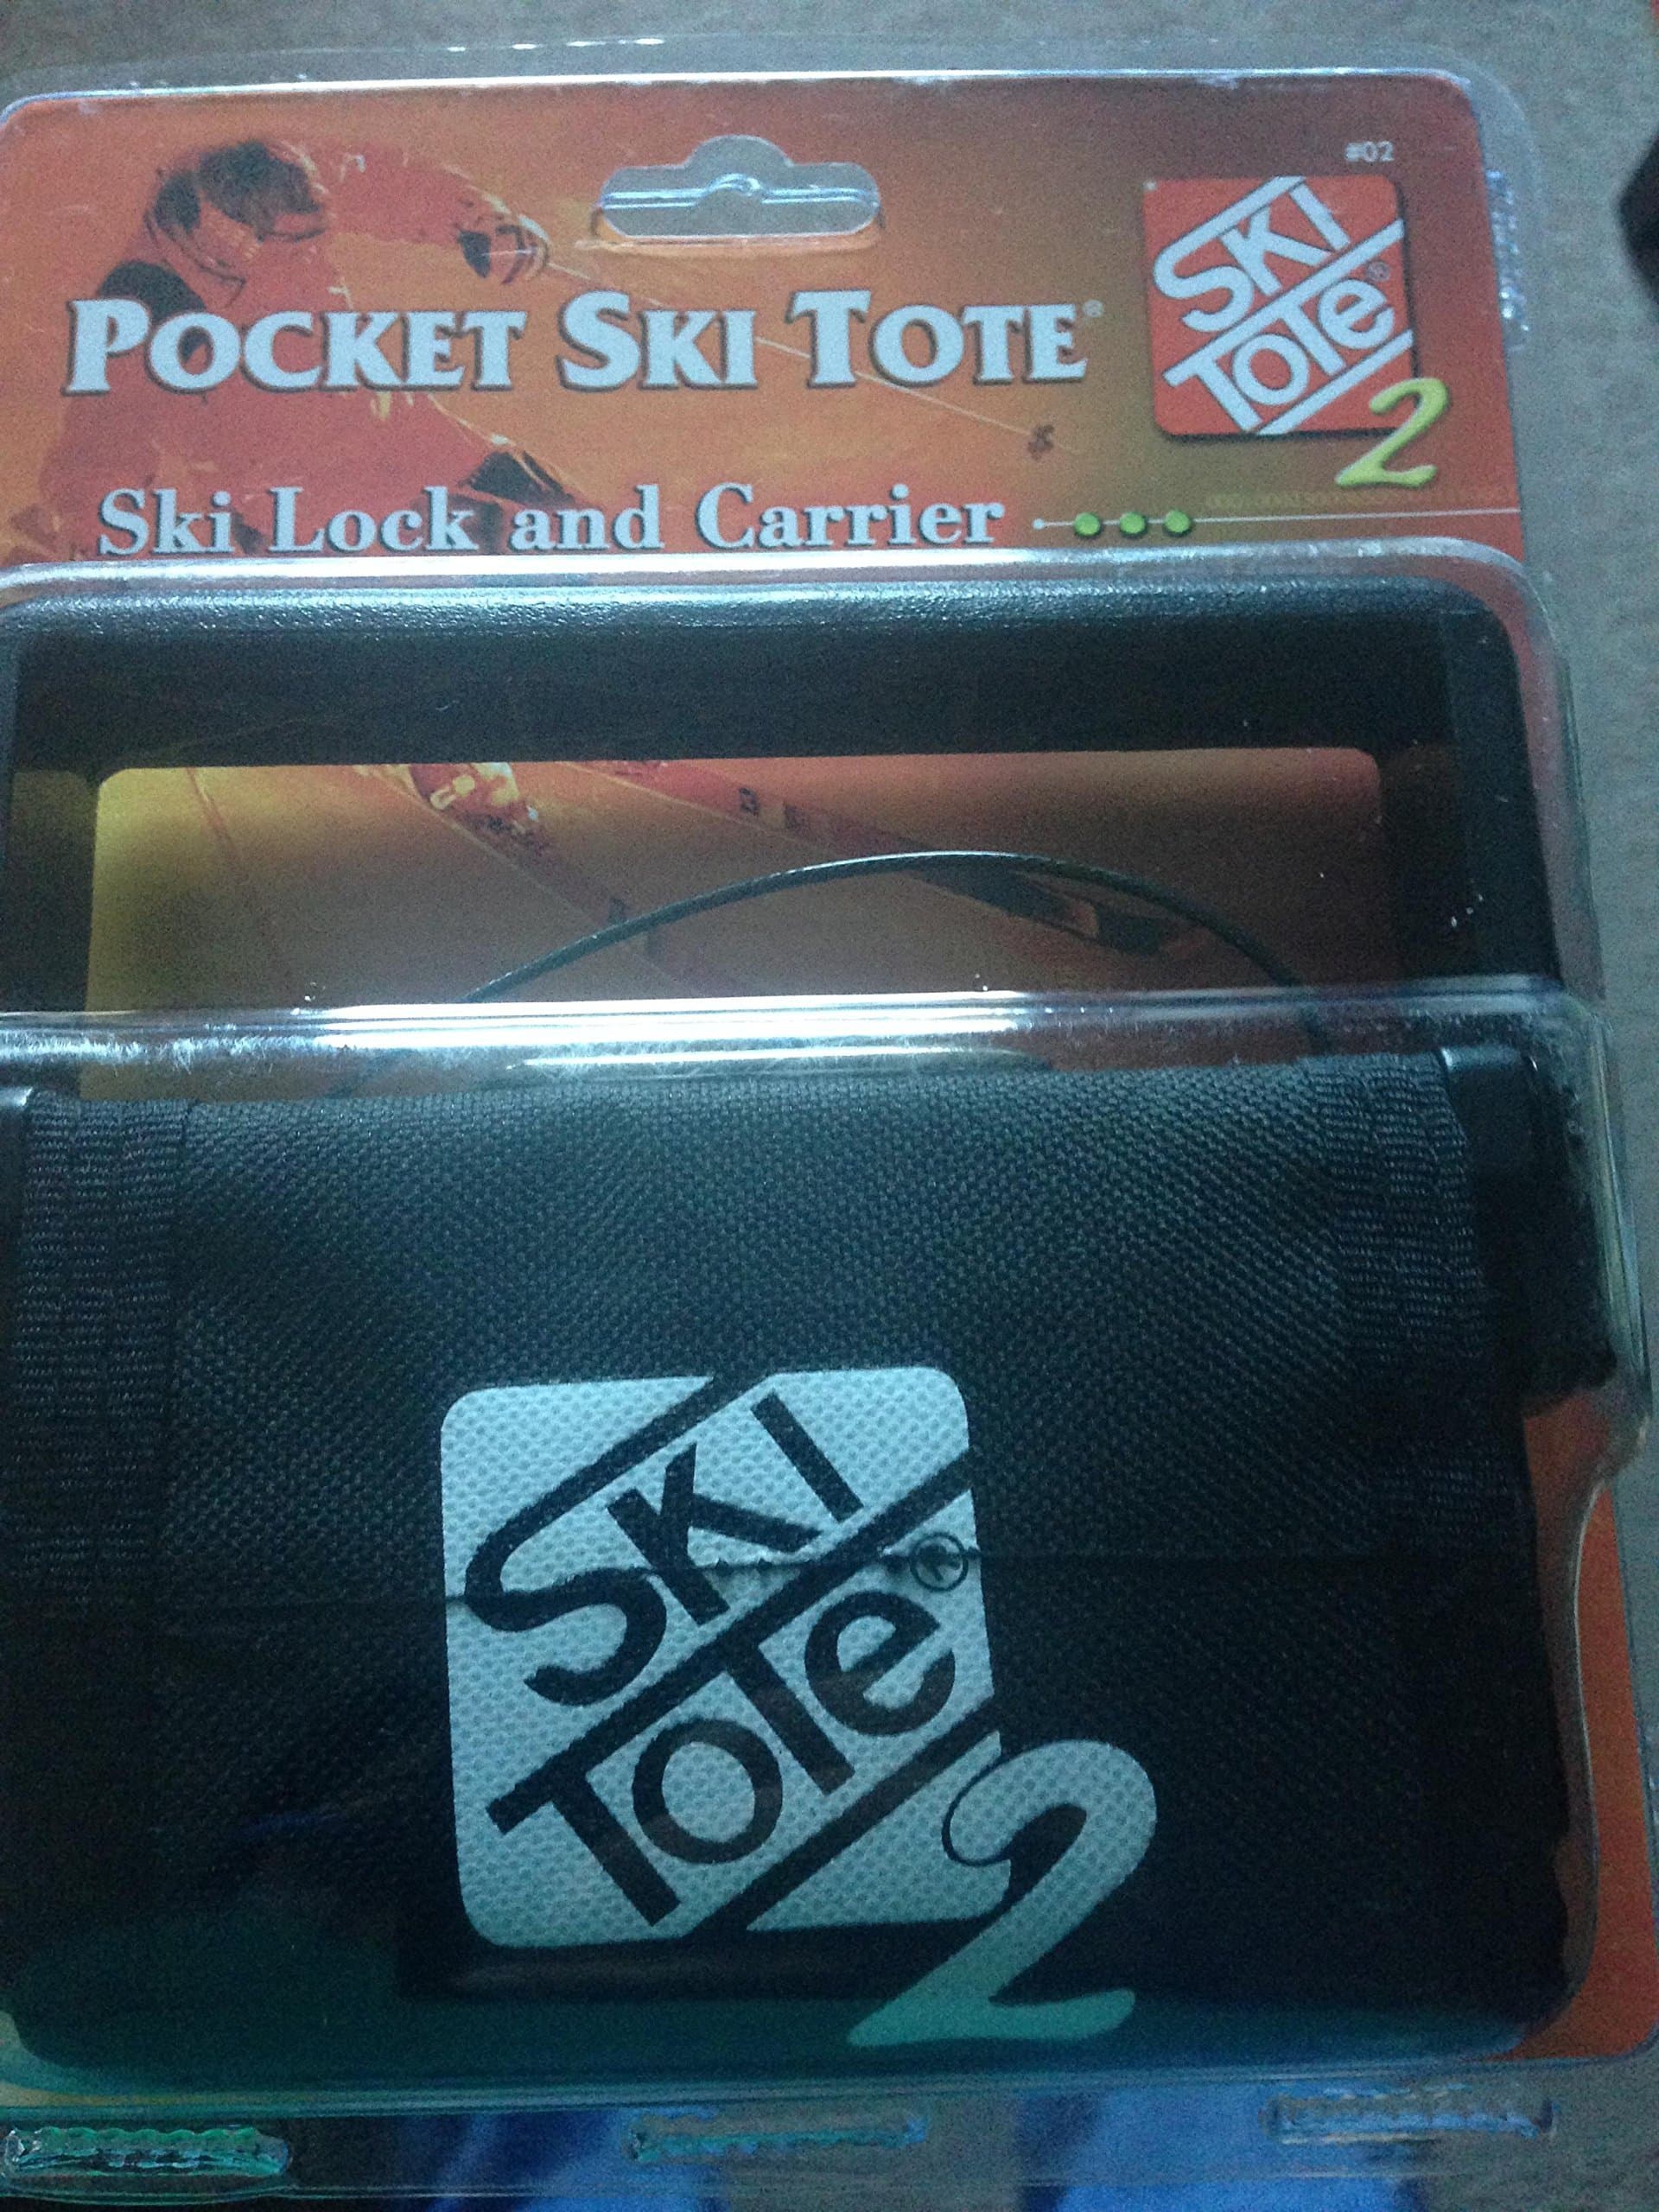 #02
SKI
TOTE®
2
POCKET SKI TOTE®
Ski Lock and Carrier
SKI
TOTE®
2